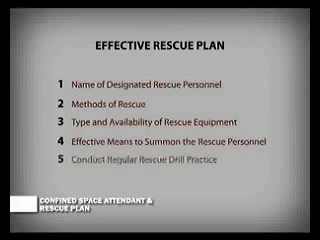 EFFECTIVE RESCUE PLAN
1 Name of Designated Rescue Personnel
2 Methods of Rescue
3 Type and Availability of Rescue Equipment
4 Effective Means to Summon the Rescue Personnel
5 Conduct Regular Rescue Drill Practice
CONFINED SPACE ATTENDANT &
RESCUE PLAN